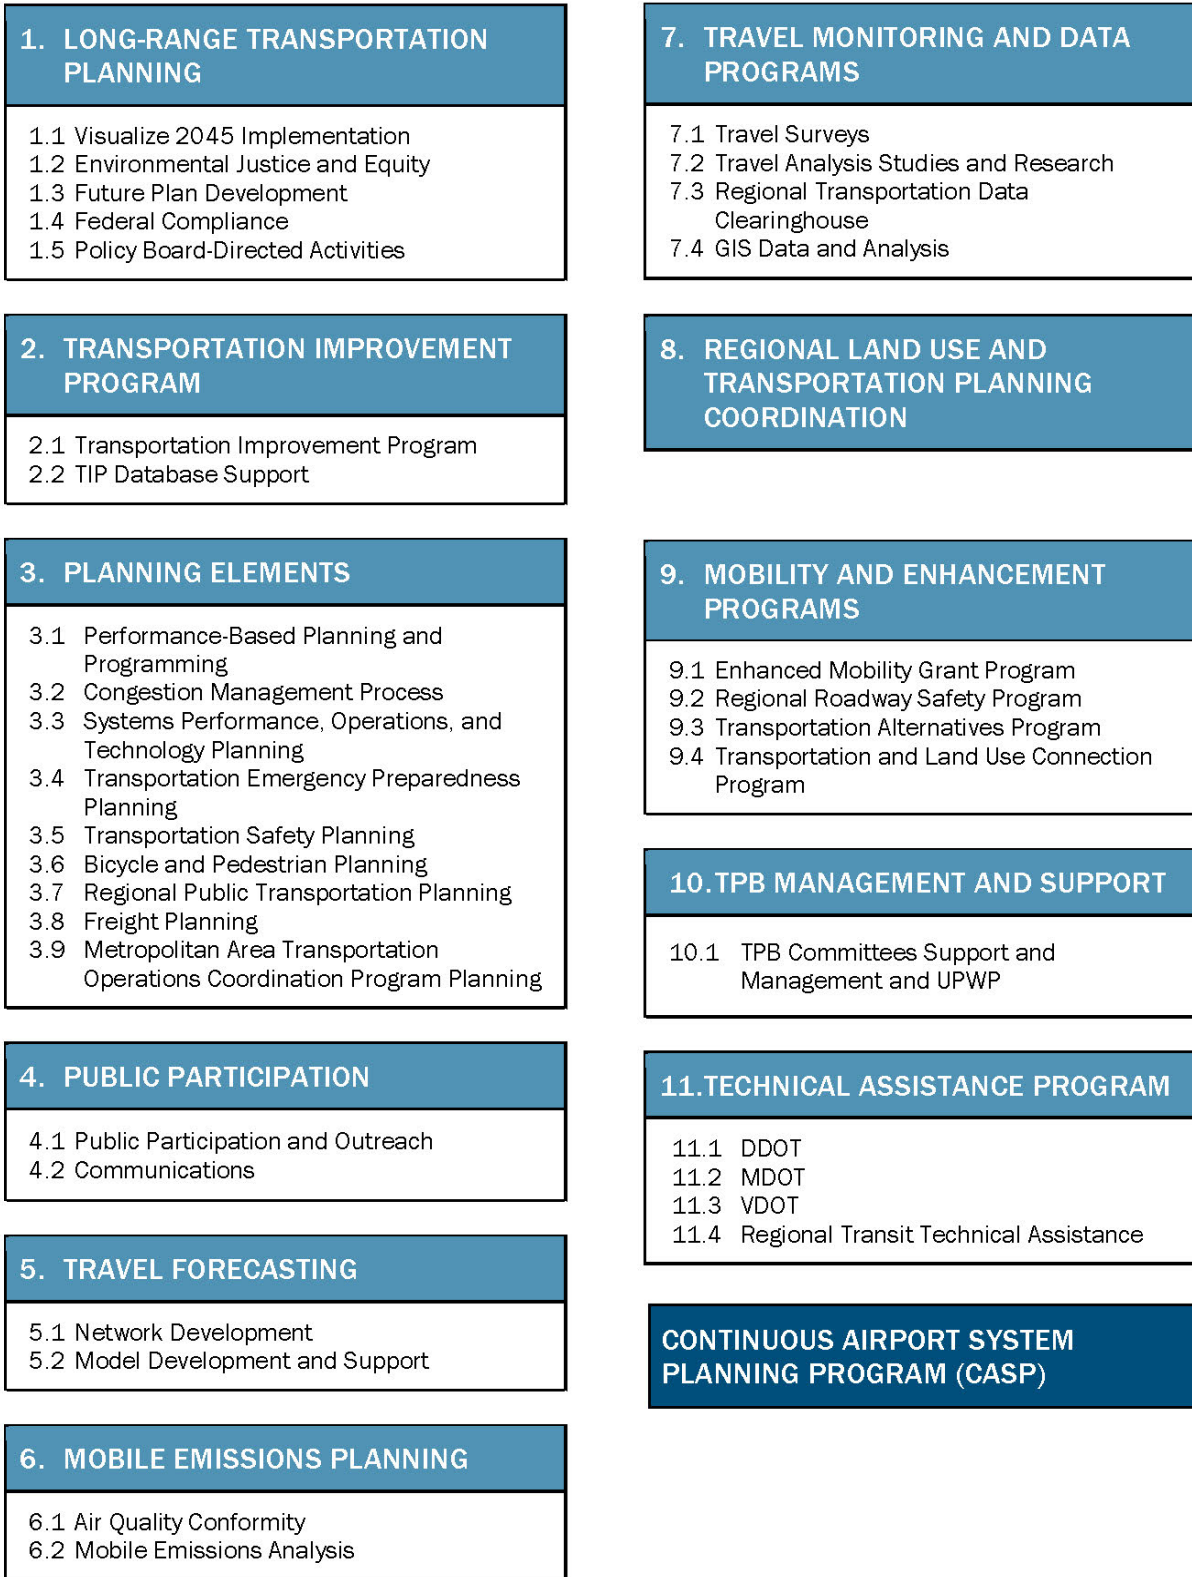 1. LONG-RANGE TRANSPORTATION
PLANNING
1.1 Visualize 2045 Implementation
1.2 Environmental Justice and Equity
1.3 Future Plan Development
1.4 Federal Compliance
1.5 Policy Board-Directed Activities
2. TRANSPORTATION IMPROVEMENT
PROGRAM
2.1 Transportation Improvement Program
2.2 TIP Database Support
3. PLANNING ELEMENTS
3.1 Performance-Based Planning and
Programming
3.2 Congestion Management Process
3.3 Systems Performance, Operations, and
Technology Planning
3.4 Transportation Emergency Preparedness
Planning
3.5 Transportation Safety Planning
3.6 Bicycle and Pedestrian Planning
3.7 Regional Public Transportation Planning
3.8 Freight Planning
3.9 Metropolitan Area Transportation
Operations Coordination Program Planning
4. PUBLIC PARTICIPATION
4.1 Public Participation and Outreach
4.2 Communications
5. TRAVEL FORECASTING
5.1 Network Development
5.2 Model Development and Support
6. MOBILE EMISSIONS PLANNING
6.1 Air Quality Conformity
6.2 Mobile Emissions Analysis
7. TRAVEL MONITORING AND DATA
PROGRAMS
7.1 Travel Surveys
7.2 Travel Analysis Studies and Research
7.3 Regional Transportation Data
Clearinghouse
7.4 GIS Data and Analysis
8. REGIONAL LAND USE AND
TRANSPORTATION PLANNING
COORDINATION
9. MOBILITY AND ENHANCEMENT
PROGRAMS
9.1 Enhanced Mobility Grant Program
9.2 Regional Roadway Safety Program
9.3 Transportation Alternatives Program
9.4 Transportation and Land Use Connection
Program
10.TPB MANAGEMENT AND SUPPORT
10.1 TPB Committees Support and
Management and UPWP
11.TECHNICAL ASSISTANCE PROGRAM
11.1 DDOT
11.2 MDOT
11.3 VDOT
11.4 Regional Transit Technical Assistance
CONTINUOUS AIRPORT SYSTEM
PLANNING PROGRAM (CASP)